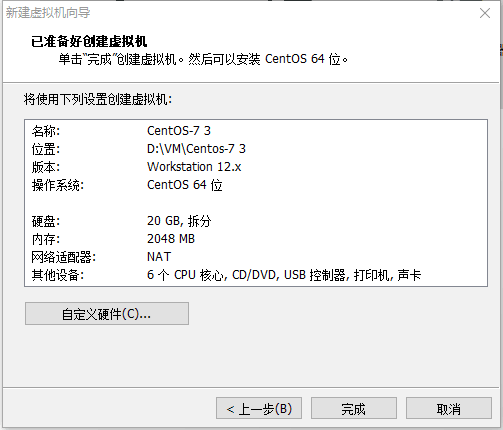 新建虚拟机向导
已准备好创建虚拟机
单击"完成"创建虚拟机。然后可以安装 CentOS 64 位。
将使用下列设置创建虚拟机:
名称: CentOS-7 3
位置: D:\VM\Centos-7 3
版本: Workstation 12.x
操作系统: CentOS 64 位
硬盘: 20 GB, 拆分
内存: 2048 MB
网络适配器: NAT
其他设备: 6 个 CPU 核心, CD/DVD, USB 控制器, 打印机, 声卡
自定义硬件(C)...
< 上一步(B) 完成 取消